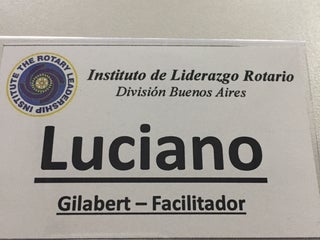 THE ROTARY LEADERSHIP INSTITUTE
Instituto de Liderazgo Rotario
División Buenos Aires
Luciano
Gilabert – Facilitador